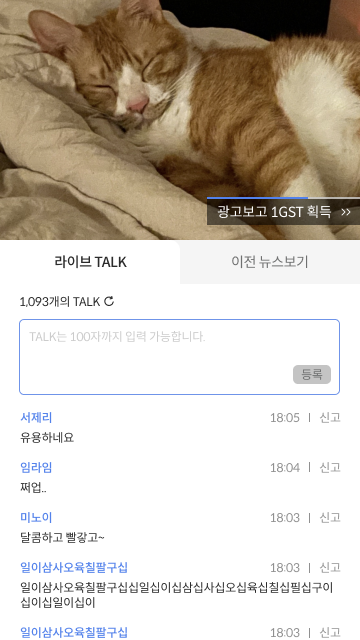 광고보고 1GST 획득 >>
라이브 TALK
이전 뉴스보기
1,093개의 TALK
TALK는 100자까지 입력 가능합니다.
등록
서제리 18:05 | 신고
유용하네요
임라임 18:04 | 신고
쩌업..
미노이 18:03 | 신고
달콤하고 빨갛고~
일이삼사오육칠팔구십 18:03 | 신고
일이삼사오육칠팔구십십일십이십삼십사십오십육십칠십필십구이
십이십일이십이
일이삼사오육칠팔구십 18:03 | 신고